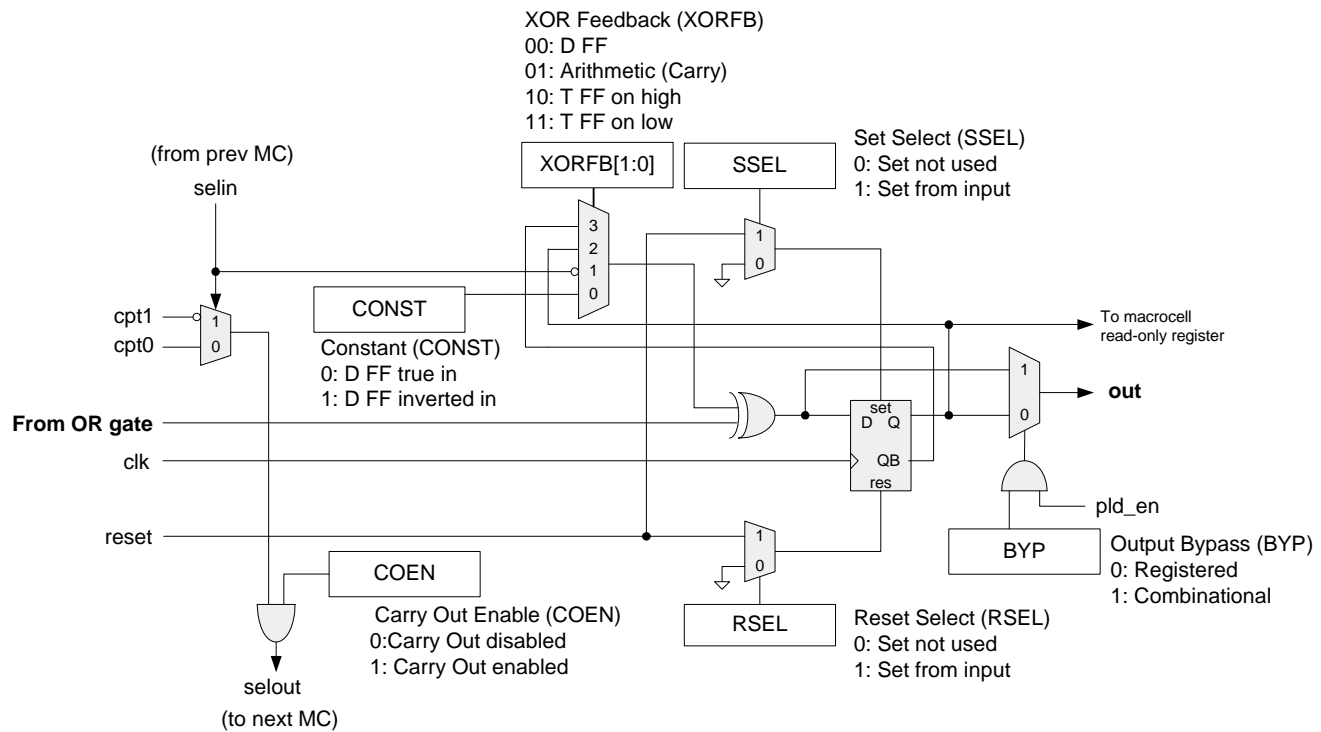 XOR Feedback (XORFB)
00: D FF
01: Arithmetic (Carry)
10: T FF on high
11: T FF on low
(from prev MC)
selin
XORFB[1:0]
SSEL
Set Select (SSEL)
0: Set not used
1: Set from input
3
2
1
0
1
0
CONST
Constant (CONST)
0: D FF true in
1: D FF inverted in
cpt1
cpt0
1
0
To macrocell
read-only register
1
0
out
From OR gate
clk
set
D Q
QB
res
pld_en
BYP
Output Bypass (BYP)
0: Registered
1: Combinational
reset
1
0
COEN
Carry Out Enable (COEN)
0:Carry Out disabled
1: Carry Out enabled
RSEL
Reset Select (RSEL)
0: Set not used
1: Set from input
selout
(to next MC)